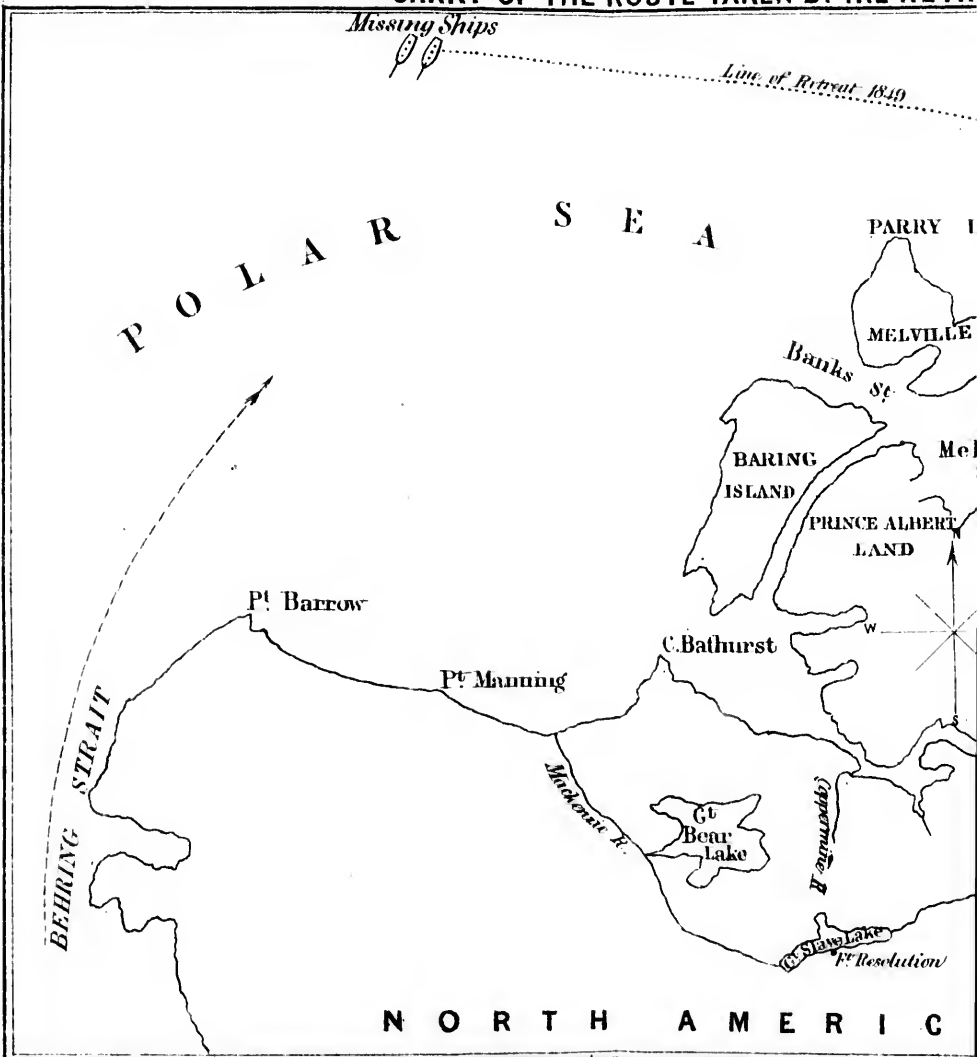 CHART OF THE ROUTE TAKEN BY THE
Missing Ships
Line of Retreat 1849
POLAR SEA
PARRY
MELVILLE
Banks St.
BARING
ISLAND
Mel
PRINCE ALBERT
LAND
N
W
S
Pt. Barrow
C. Bathurst
Pt. Manning
BEHRING STRAIT
Mackenzie R.
Gt
Bear
Lake
Coppermine R
Gt Slave Lake
Ft. Resolution
NORTH AMERIC